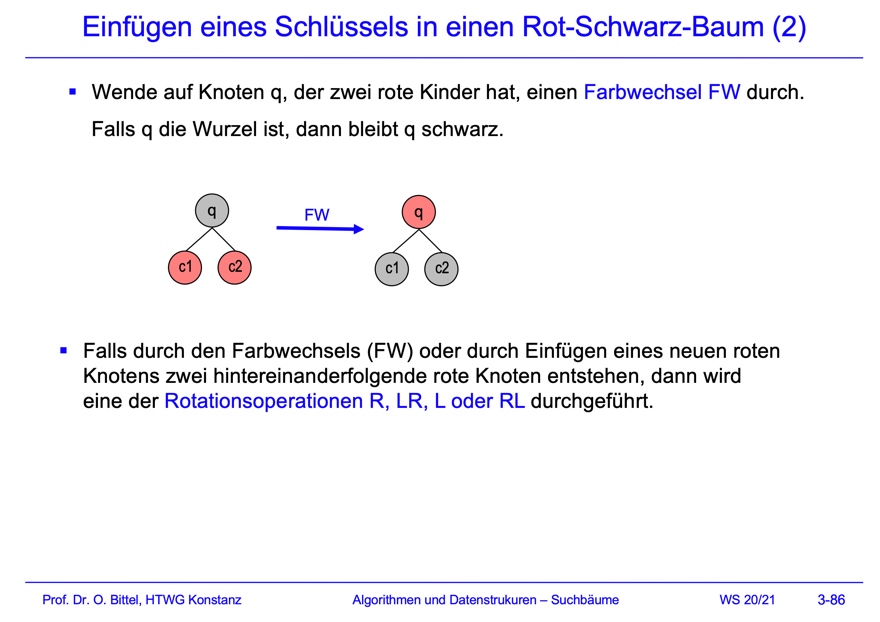 Einfügen eines Schlüssels in einen Rot-Schwarz-Baum (2)
▪ Wende auf Knoten q, der zwei rote Kinder hat, einen Farbwechsel FW durch.
Falls q die Wurzel ist, dann bleibt q schwarz.
q
c1 c2
FW
q
c1 c2
▪ Falls durch den Farbwechsels (FW) oder durch Einfügen eines neuen roten
Knotens zwei hintereinanderfolgende rote Knoten entstehen, dann wird
eine der Rotationsoperationen R, LR, L oder RL durchgeführt.
Prof. Dr. O. Bittel, HTWG Konstanz Algorithmen und Datenstrukuren – Suchbäume WS 20/21 3-86